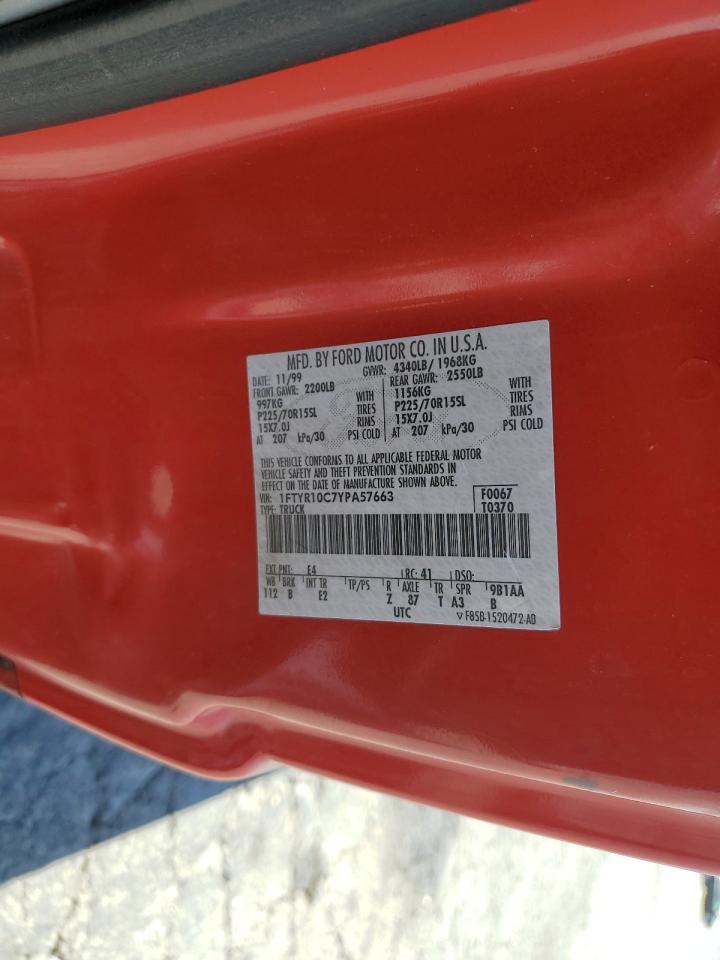 MFD. BY FORD MOTOR CO. IN U.S.A.
DATE: 11/99 GVWR: 4340LB/ 1968KG
FRONT GAWR: 2200LB REAR GAWR: 2550LB
997KG WITH 1156KG WITH
P225/70R15SL TIRES P225/70R15SL TIRES
15X7.0J RIMS 15X7.0J RIMS
AT 207 kPa/30 PSI COLD AT 207 kPa/30 PSI COLD
THIS VEHICLE CONFORMS TO ALL APPLICABLE FEDERAL MOTOR
VEHICLE SAFETY AND THEFT PREVENTION STANDARDS IN
EFFECT ON THE DATE OF MANUFACTURE SHOWN ABOVE.
VIN: 1FTYR10C7YPA57663 F0067
TYPE: TRUCK T0370
EXT PNT: E4 RC: 41 DSO:
WB BRK INT TR TP/PS R AXLE TR SPR 9B1AA
112 B E2 Z 87 T A3 B
UTC ▽ F85B-1520472-AB